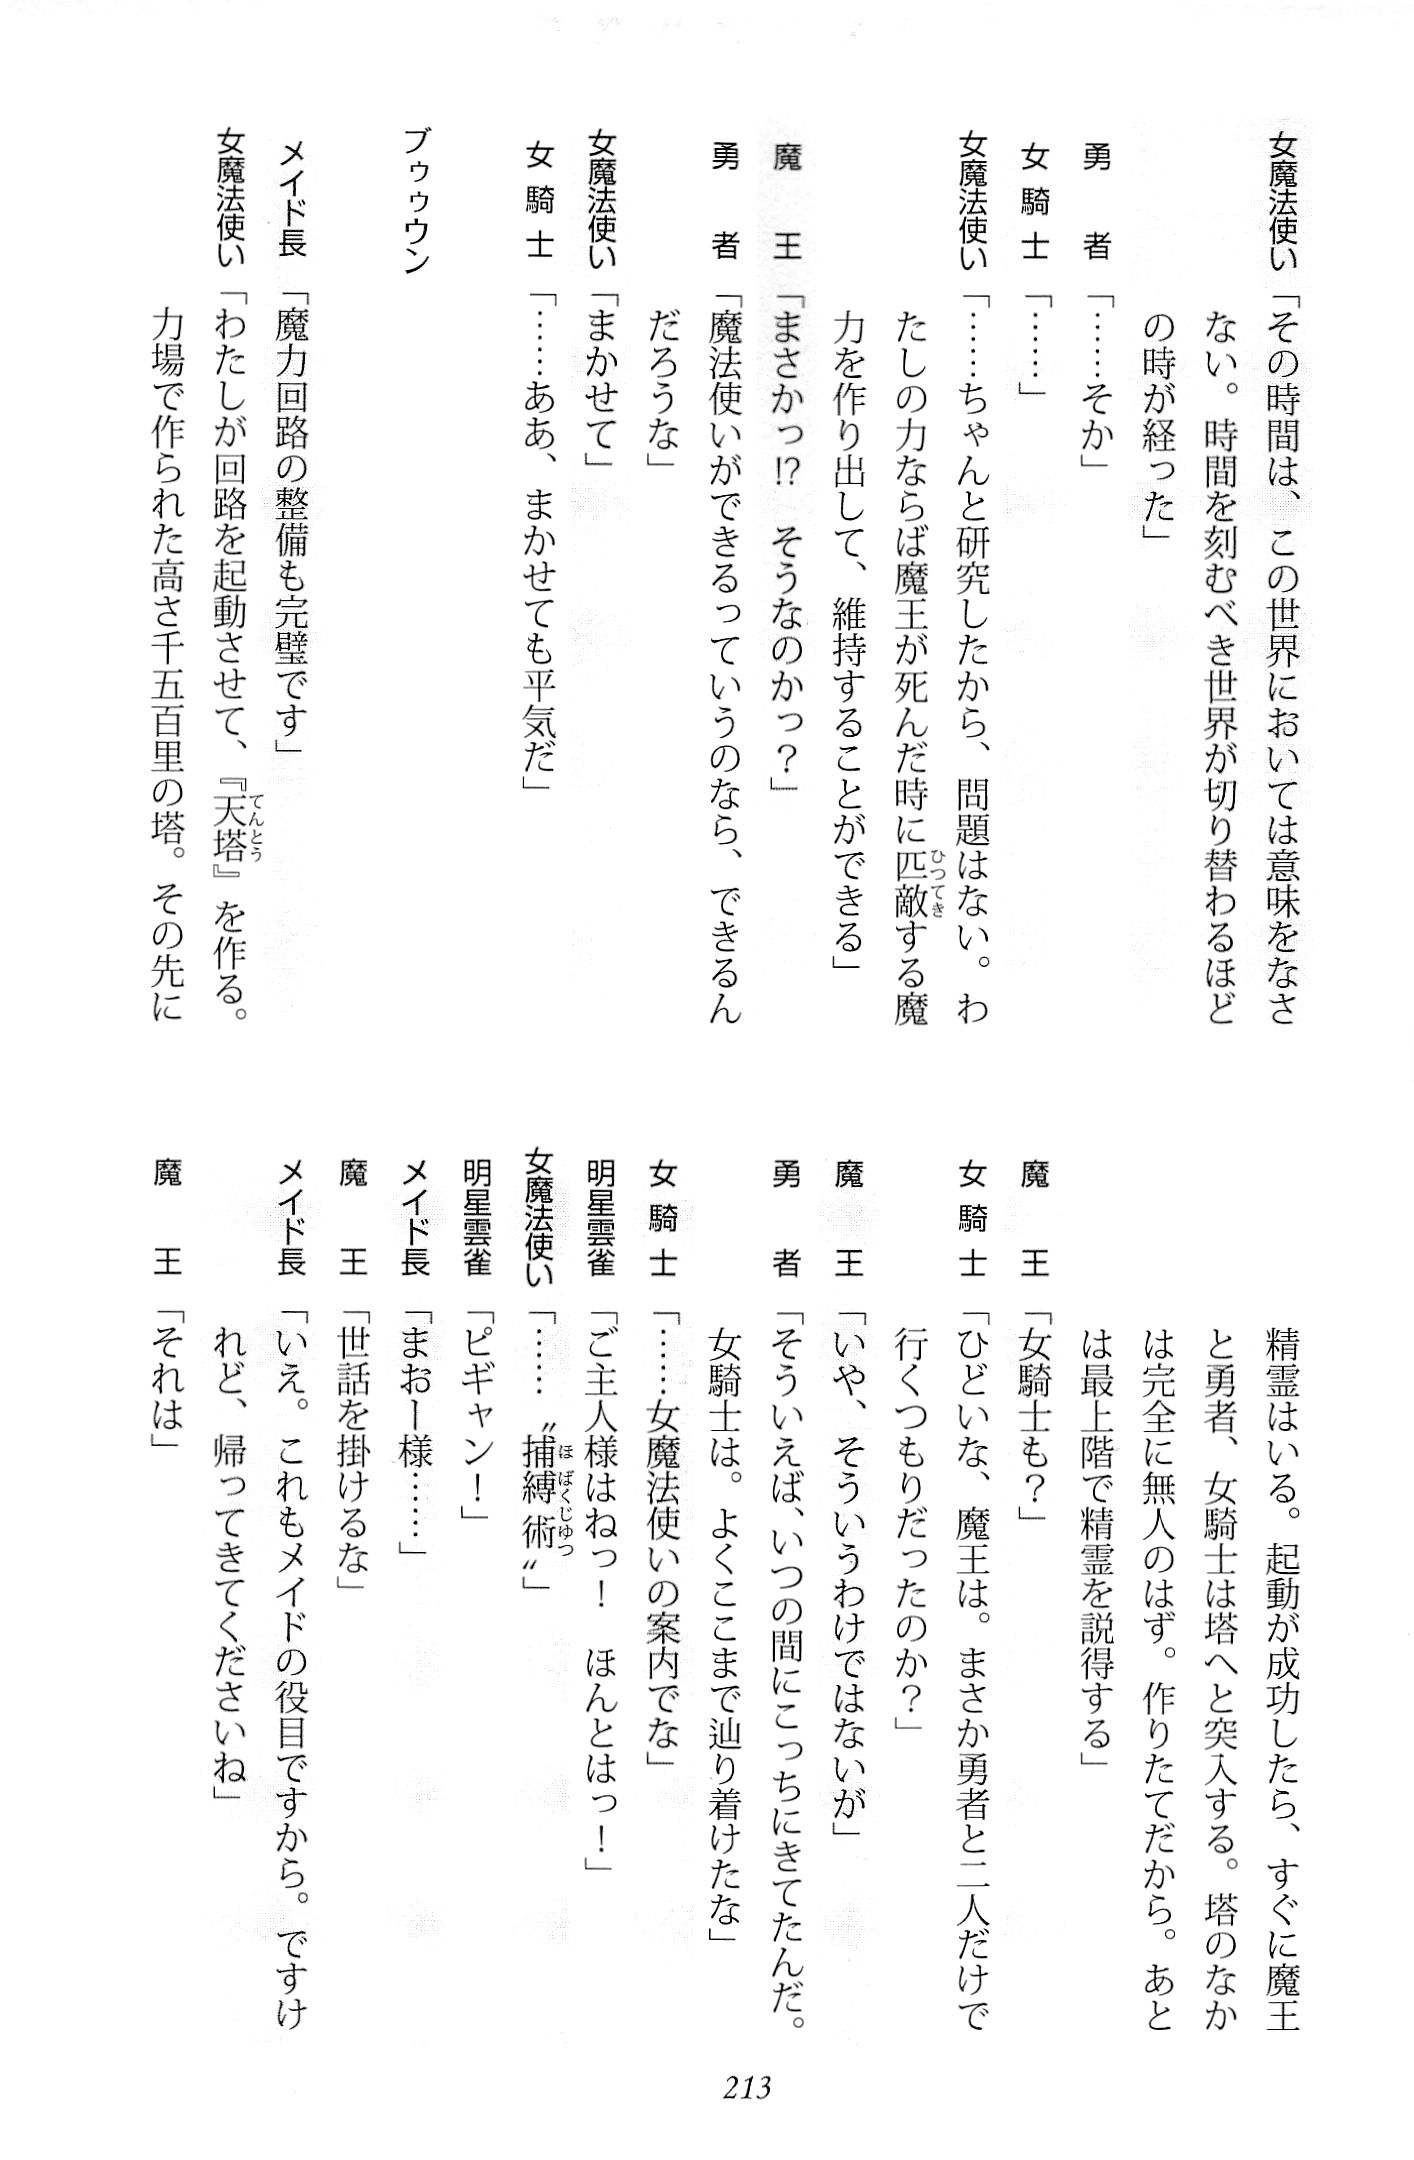 女魔法使い「その時間は、この世界においては意味をなさ
ない。時間を刻むべき世界が切り替わるほど
の時が経った」
勇者「……そか」
女騎士「……」
女魔法使い「……ちゃんと研究したから、問題はない。わ
たしの力ならば魔王が死んだ時に匹敵する魔
力を作り出して、維持することができる」
魔王「まさかっ!?　そうなのかっ？」
勇者「魔法使いができるっていうのなら、できるん
だろうな」
女魔法使い「まかせて」
女騎士「……ああ、まかせても平気だ」
ブゥゥウン
メイド長「魔力回路の整備も完璧です」
女魔法使い「わたしが回路を起動させて、『天塔』を作る。
力場で作られた高さ千五百里の塔。その先に
精霊はいる。起動が成功したら、すぐに魔王
と勇者、女騎士は塔へと突入する。塔のなか
は完全に無人のはず。作りたてだから。あと
は最上階で精霊を説得する」
魔王「女騎士も？」
女騎士「ひどいな、魔王は。まさか勇者と二人だけで
行くつもりだったのか？」
魔王「いや、そういうわけではないが」
勇者「そういえば、いつの間にこっちにきてたんだ。
女騎士は。よくここまで辿り着けたな」
女騎士「……女魔法使いの案内でな」
明星雲雀「ご主人様はねっ！　ほんとはっ！」
女魔法使い「……〝捕縛術〟」
明星雲雀「ピギャン！」
メイド長「まおー様……」
魔王「世話を掛けるな」
メイド長「いえ。これもメイドの役目ですから。ですけ
れど、帰ってきてくださいね」
魔王「それは」
213